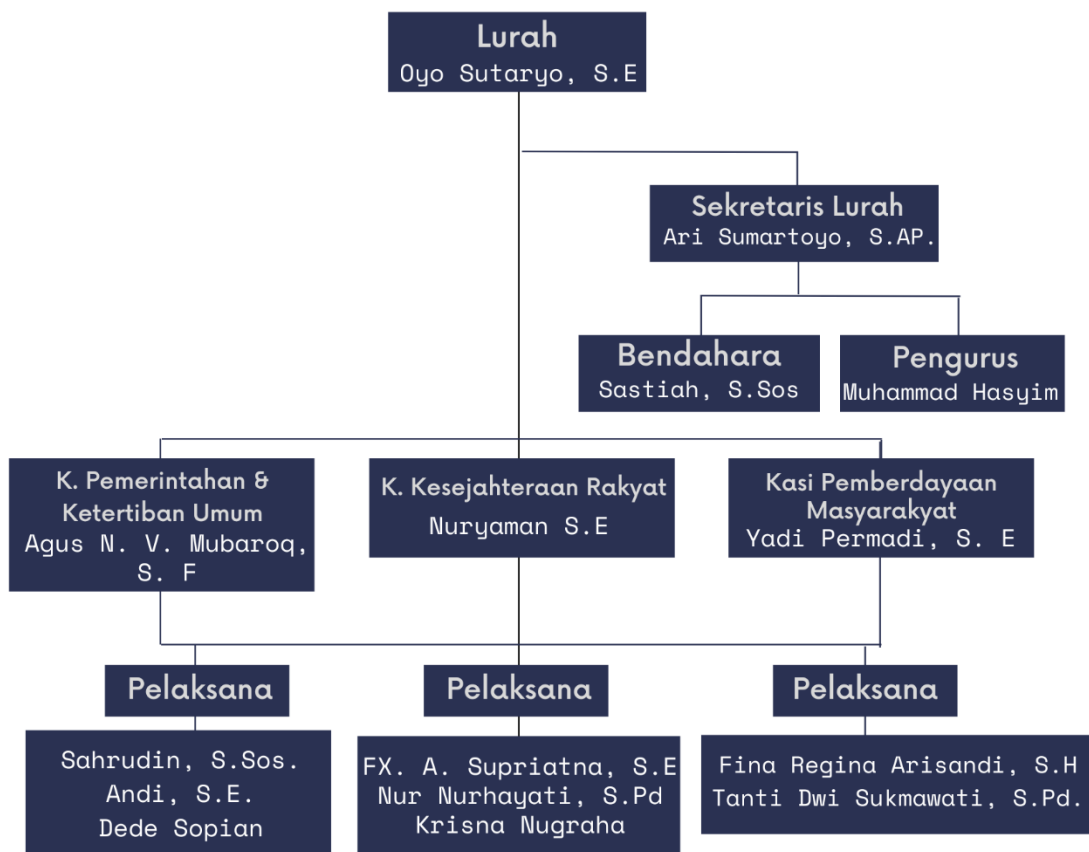 Lurah
Oyo Sutaryo, S.E
Sekretaris Lurah
Ari Sumartoyo, S.AP.
Bendahara
Sastiah, S.Sos
Pengurus
Muhammad Hasyim
K. Pemerintahan &
Ketertiban Umum
Agus N. V. Mubaroq,
S. F
K. Kesejahteraan Rakyat
Nuryaman S.E
Kasi Pemberdayaan
Masyarakyat
Yadi Permadi, S. E
Pelaksana
Sahrudin, S.Sos.
Andi, S.E.
Dede Sopian
Pelaksana
FX. A. Supriatna, S.E
Nur Nurhayati, S.Pd
Krisna Nugraha
Pelaksana
Fina Regina Arisandi, S.H
Tanti Dwi Sukmawati, S.Pd.